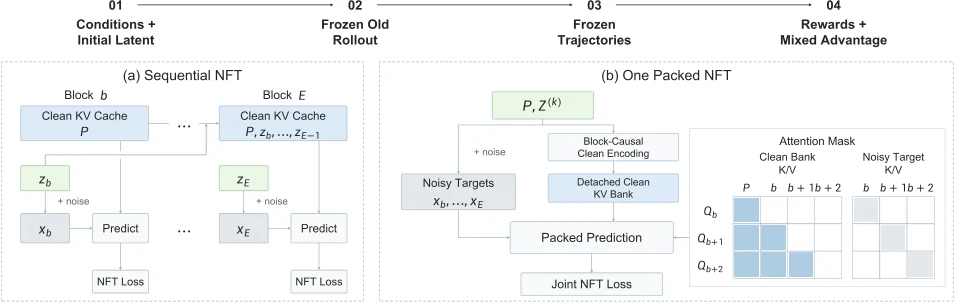 01
02
03
04
Conditions +
Initial Latent
Frozen Old
Rollout
Frozen
Trajectories
Rewards +
Mixed Advantage
(a) Sequential NFT
Block b
Block E
Clean KV Cache
P
...
Clean KV Cache
P, z_b, ..., z_{E−1}
z_b
z_E
+ noise
+ noise
x_b
Predict
...
x_E
Predict
NFT Loss
NFT Loss
(b) One Packed NFT
P, Z^{(k)}
+ noise
Block-Causal
Clean Encoding
Noisy Targets
x_b, ..., x_E
Detached Clean
KV Bank
Packed Prediction
Joint NFT Loss
Attention Mask
Clean Bank
K/V
Noisy Target
K/V
P b b + 1 b + 2
b b + 1 b + 2
Q_b
Q_{b+1}
Q_{b+2}